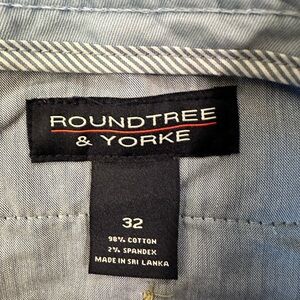 ROUNDTREE
& YORKE
32
98% COTTON
2% SPANDEX
MADE IN SRI LANKA